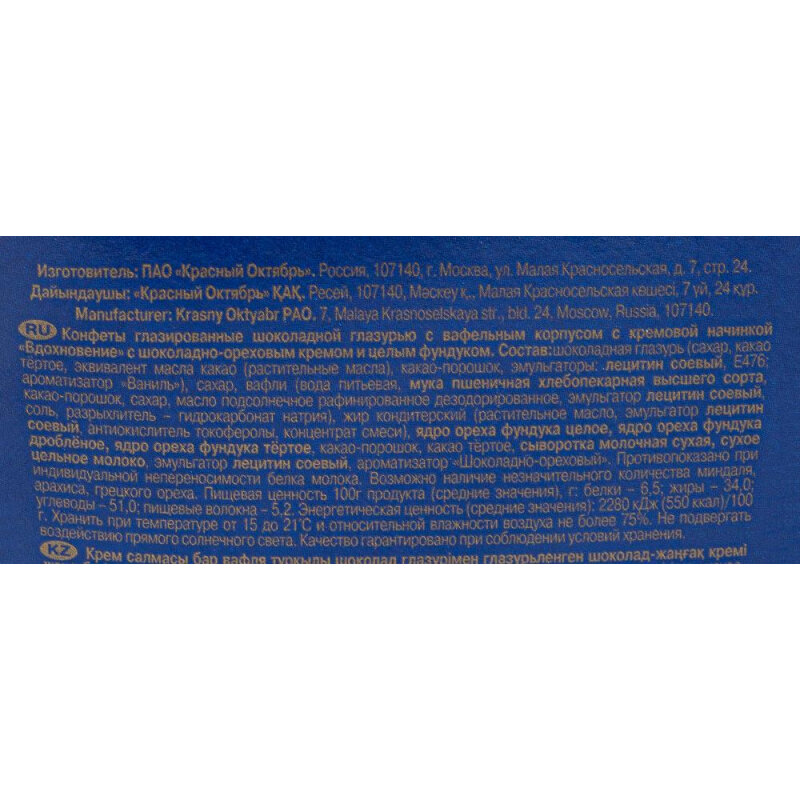 Изготовитель: ПАО «Красный Октябрь». Россия, 107140, г. Москва, ул. Малая Красносельская, д. 7, стр. 24.
Дайындаушы: «Красный Октябрь» ҚАҚ. Ресей, 107140, Мәскеу қ., Малая Красносельская көшесі, 7 үй, 24 құр.
Manufacturer: Krasny Oktyabr PAO. 7, Malaya Krasnoselskaya str., bld. 24. Moscow, Russia, 107140.
RU Конфеты глазированные шоколадной глазурью с вафельным корпусом с кремовой начинкой
«Вдохновение» с шоколадно-ореховым кремом и целым фундуком. Состав:шоколадная глазурь (сахар, какао
тёртое, эквивалент масла какао (растительные масла), какао-порошок, эмульгаторы: лецитин соевый, Е476;
ароматизатор «Ваниль»), сахар, вафли (вода питьевая, мука пшеничная хлебопекарная высшего сорта,
какао-порошок, сахар, масло подсолнечное рафинированное дезодорированное, эмульгатор лецитин соевый,
соль, разрыхлитель – гидрокарбонат натрия), жир кондитерский (растительное масло, эмульгатор лецитин
соевый, антиокислитель токоферолы, концентрат смеси), ядро ореха фундука целое, ядро ореха фундука
дроблёное, ядро ореха фундука тёртое, какао-порошок, какао тёртое, сыворотка молочная сухая, сухое
цельное молоко, эмульгатор лецитин соевый, ароматизатор «Шоколадно-ореховый». Противопоказано при
индивидуальной непереносимости белка молока. Возможно наличие незначительного количества миндаля,
арахиса, грецкого ореха. Пищевая ценность 100г продукта (средние значения), г: белки – 6,5; жиры – 34,0;
углеводы – 51,0; пищевые волокна – 5,2. Энергетическая ценность (средние значения): 2280 кДж (550 ккал)/100
г. Хранить при температуре от 15 до 21°С и относительной влажности воздуха не более 75%. Не подвергать
воздействию прямого солнечного света. Качество гарантировано при соблюдении условий хранения.
KZ Крем салмасы бар вафля тұрқылы шоколад глазурімен глазурьленген шоколад-жаңғақ кремі